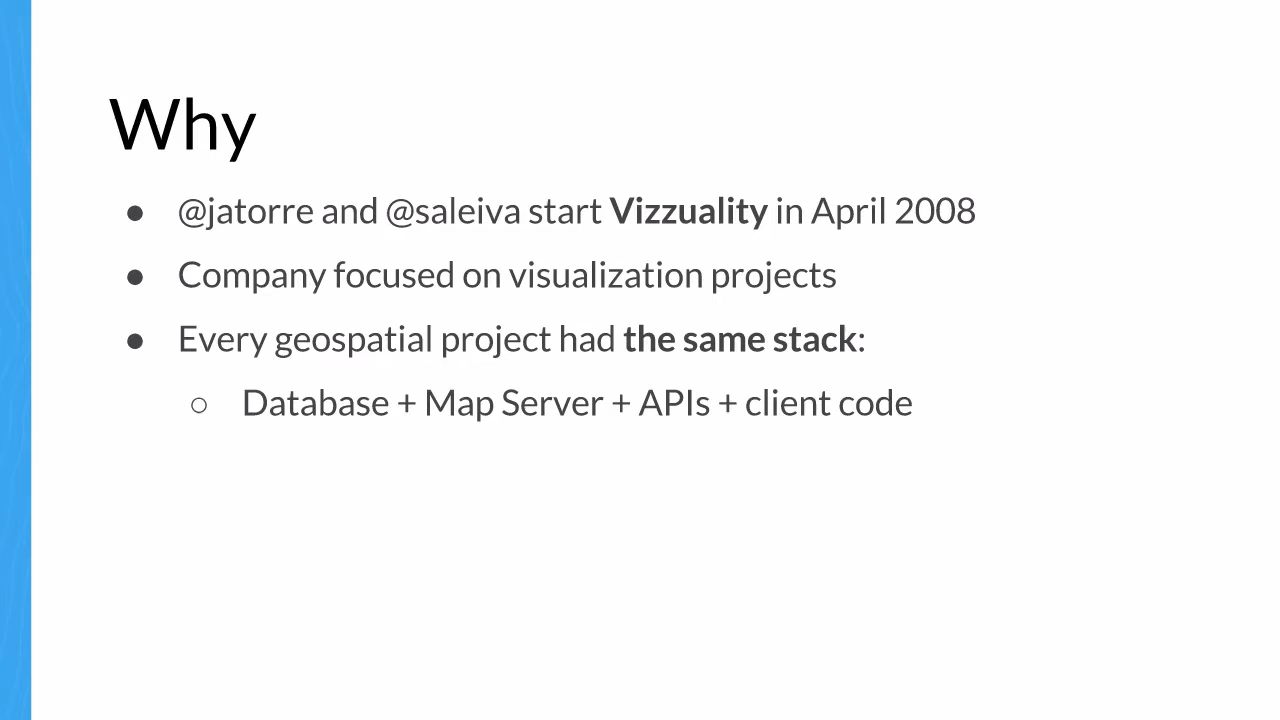 Why
● @jatorre and @saleiva start Vizzuality in April 2008
● Company focused on visualization projects
● Every geospatial project had the same stack:
○ Database + Map Server + APIs + client code